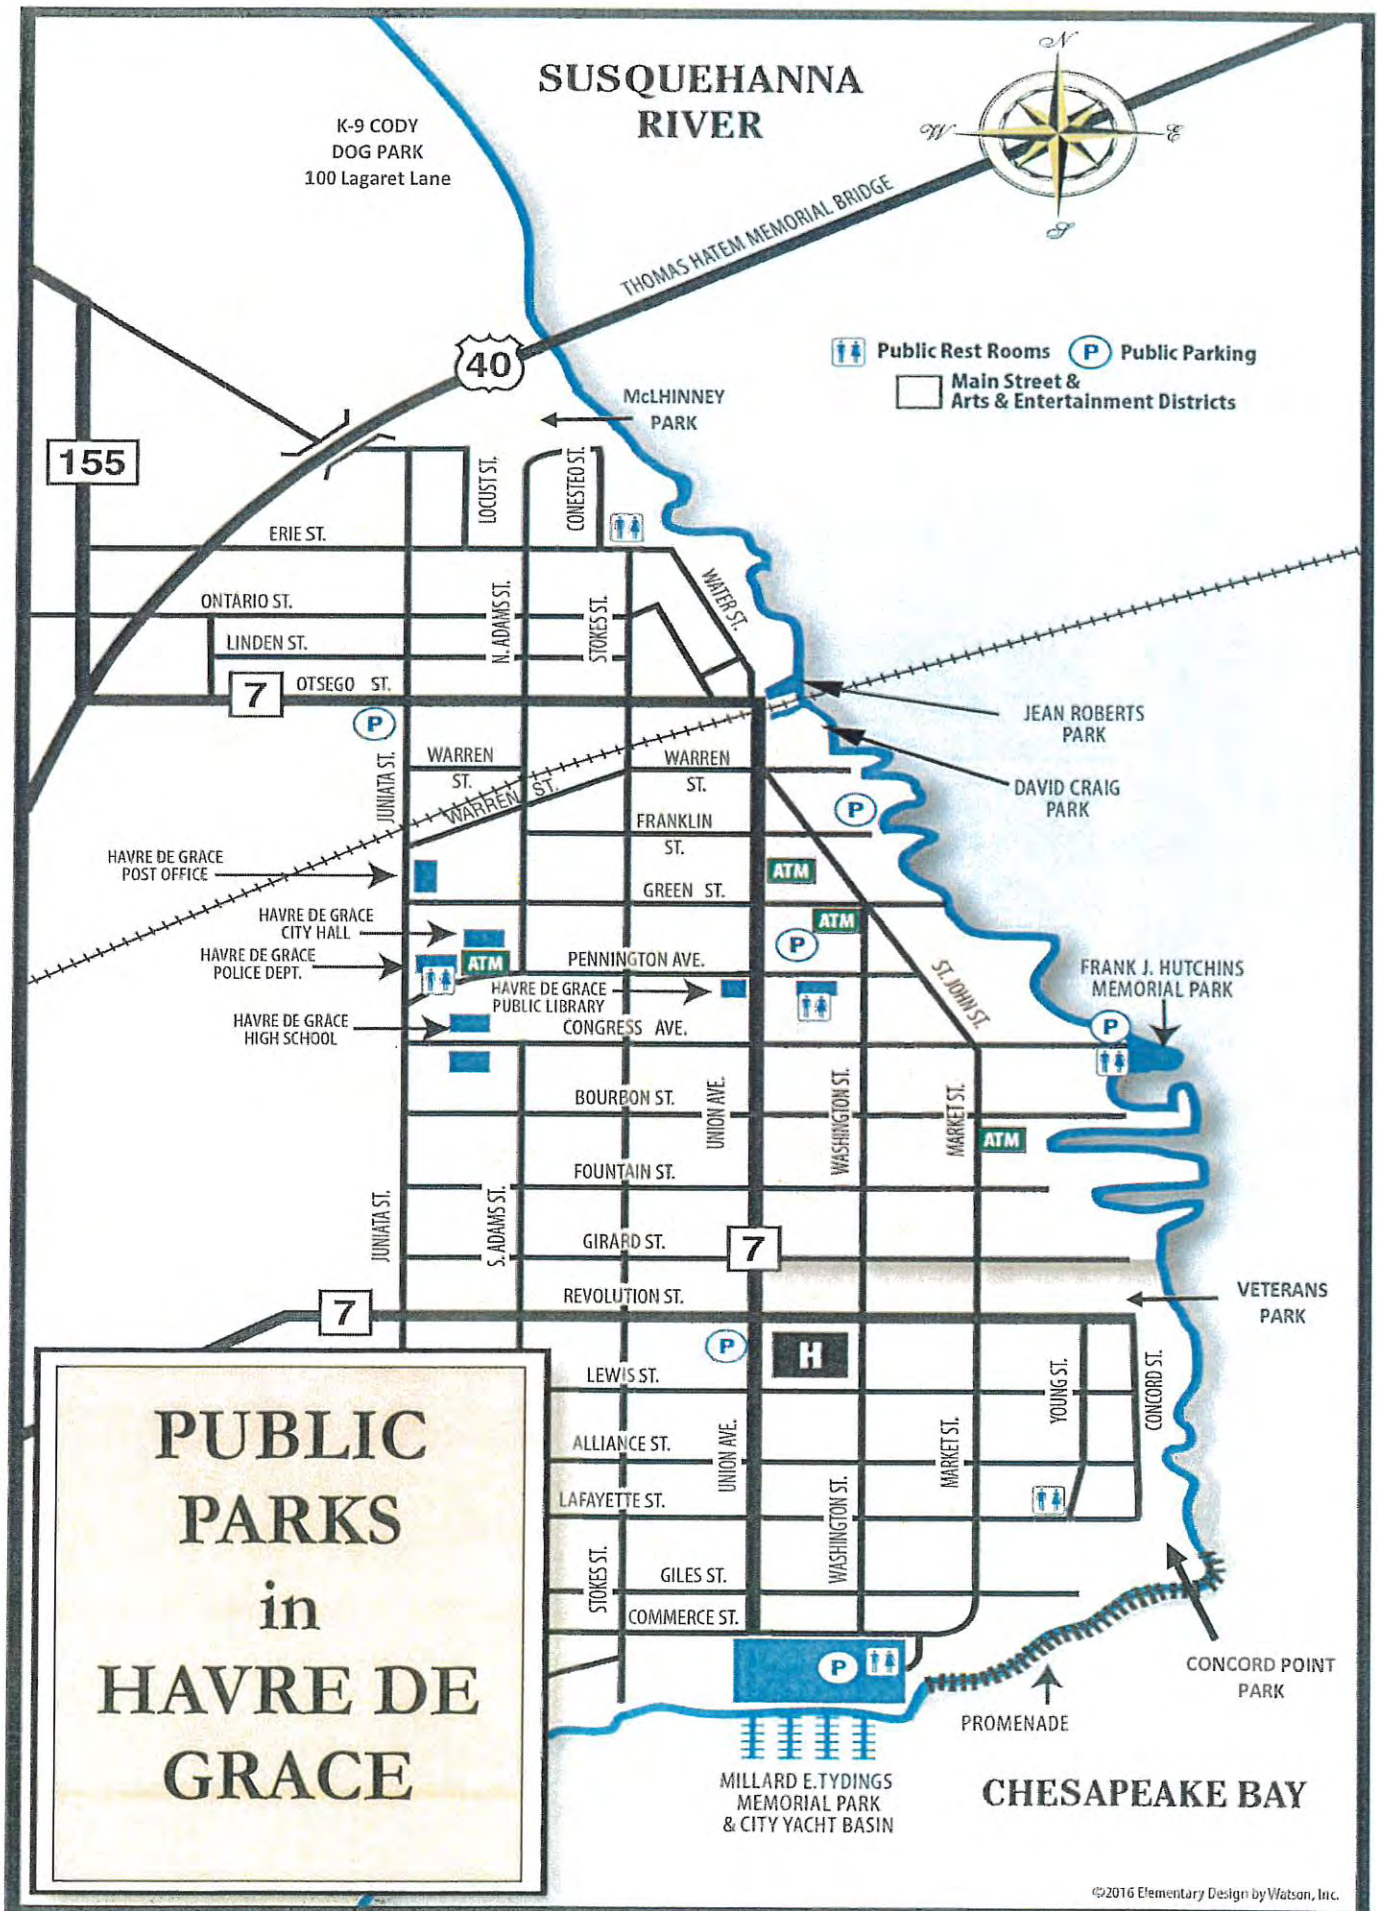 SUSQUEHANNA
RIVER
N
W
E
S
K-9 CODY
DOG PARK
100 Lagaret Lane
THOMAS HATEM MEMORIAL BRIDGE
40
Public Rest Rooms
P
Public Parking
Main Street &
Arts & Entertainment Districts
McLHINNEY
PARK
155
LOCUST ST.
CONESTEO ST.
ERIE ST.
WATER ST.
ONTARIO ST.
N. ADAMS ST.
STOKES ST.
LINDEN ST.
7
OTSEGO ST.
P
JEAN ROBERTS
PARK
JUNIATA ST.
WARREN
ST.
WARREN
ST.
WARREN ST.
DAVID CRAIG
PARK
P
FRANKLIN
ST.
HAVRE DE GRACE
POST OFFICE
ATM
GREEN ST.
HAVRE DE GRACE
CITY HALL
ATM
P
HAVRE DE GRACE
POLICE DEPT.
ATM
PENNINGTON AVE.
ST. JOHN ST.
FRANK J. HUTCHINS
MEMORIAL PARK
HAVRE DE GRACE
PUBLIC LIBRARY
HAVRE DE GRACE
HIGH SCHOOL
CONGRESS AVE.
P
BOURBON ST.
UNION AVE.
WASHINGTON ST.
MARKET ST.
ATM
FOUNTAIN ST.
JUNIATA ST.
S. ADAMS ST.
GIRARD ST.
7
REVOLUTION ST.
7
VETERANS
PARK
P
H
LEWIS ST.
YOUNG ST.
CONCORD ST.
ALLIANCE ST.
UNION AVE.
MARKET ST.
LAFAYETTE ST.
WASHINGTON ST.
STOKES ST.
GILES ST.
COMMERCE ST.
P
CONCORD POINT
PARK
PROMENADE
MILLARD E. TYDINGS
MEMORIAL PARK
& CITY YACHT BASIN
CHESAPEAKE BAY
PUBLIC
PARKS
in
HAVRE DE
GRACE
©2016 Elementary Design by Watson, Inc.